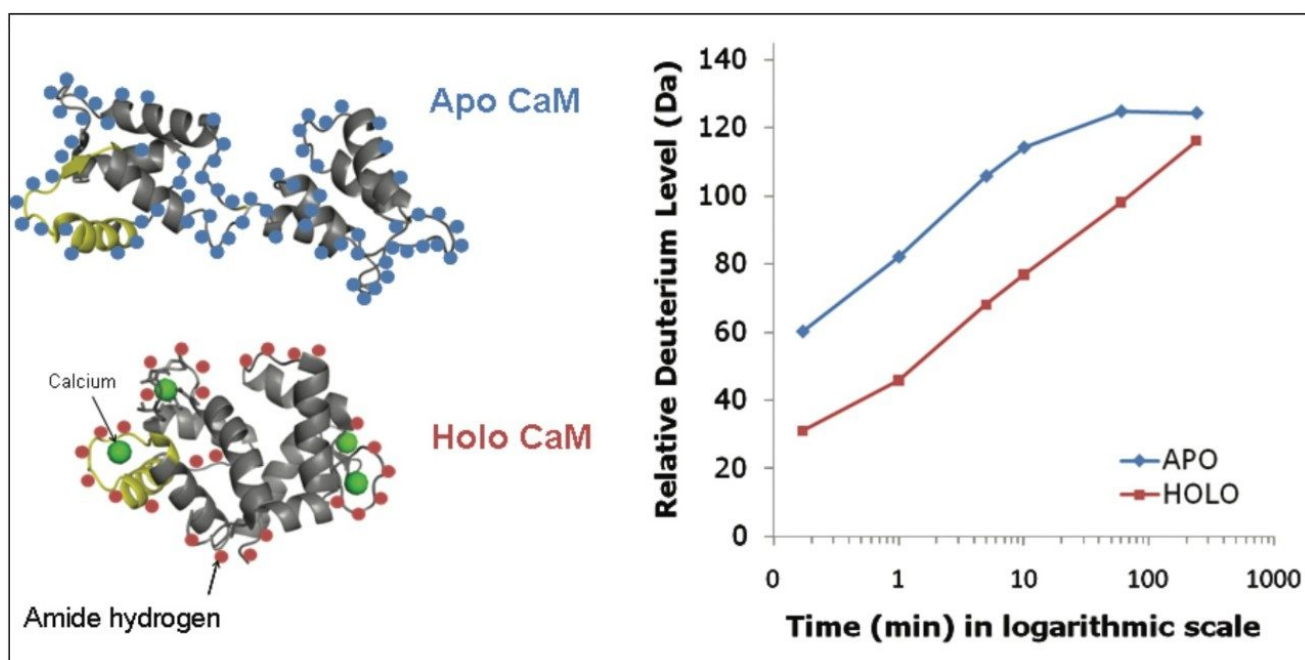 Apo CaM
Calcium
Holo CaM
Amide hydrogen
Relative Deuterium Level (Da)
140
120
100
80
60
40
20
0
APO
HOLO
0 1 10 100 1000
Time (min) in logarithmic scale